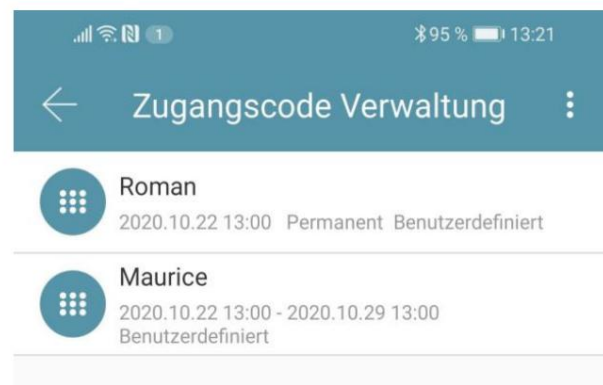 1 95 % 13:21
Zugangscode Verwaltung
Roman
2020.10.22 13:00 Permanent Benutzerdefiniert
Maurice
2020.10.22 13:00 - 2020.10.29 13:00
Benutzerdefiniert